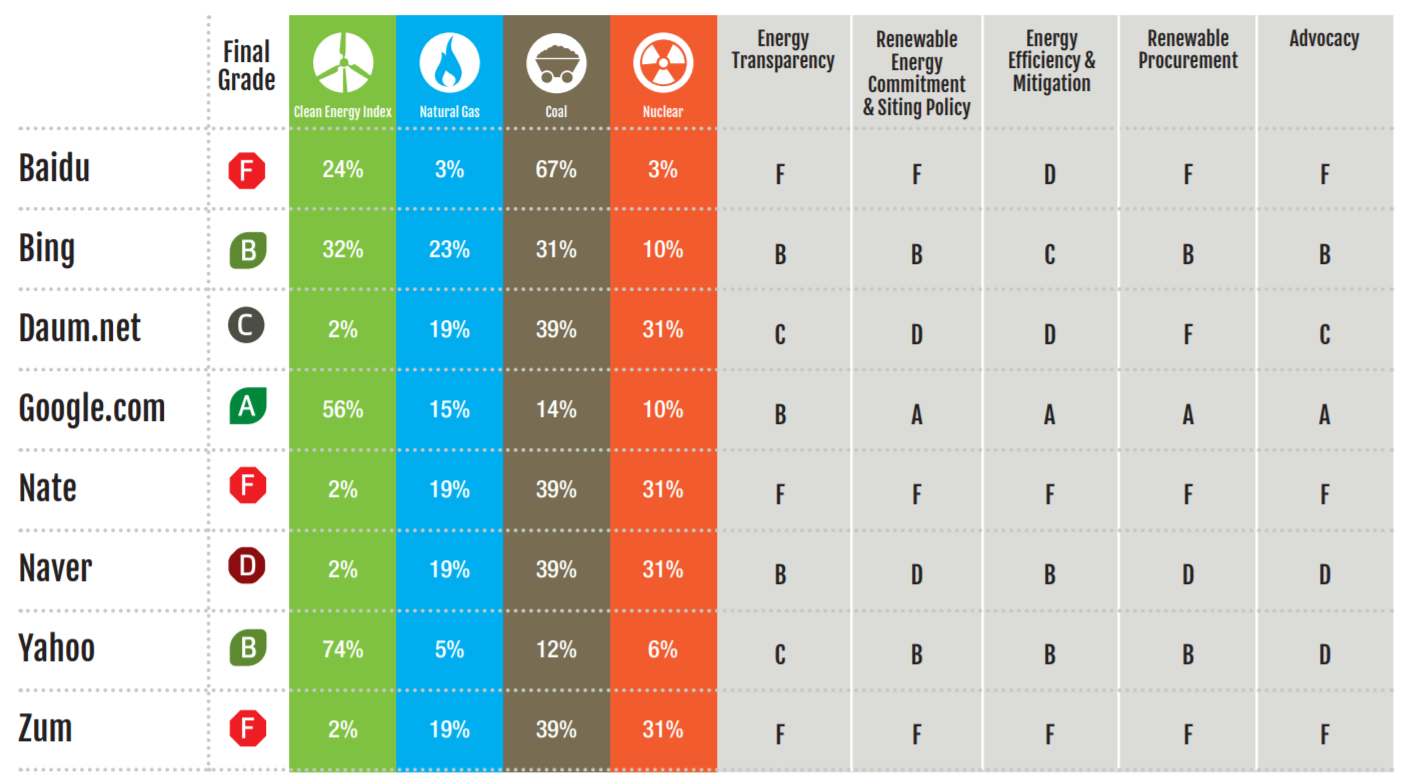 Final Grade Clean Energy Index Natural Gas Coal Nuclear Energy Transparency Renewable Energy Commitment & Siting Policy Energy Efficiency & Mitigation Renewable Procurement Advocacy
Baidu F 24% 3% 67% 3% F F D F F
Bing B 32% 23% 31% 10% B B C B B
Daum.net C 2% 19% 39% 31% C D D F C
Google.com A 56% 15% 14% 10% B A A A A
Nate F 2% 19% 39% 31% F F F F F
Naver D 2% 19% 39% 31% B D B D D
Yahoo B 74% 5% 12% 6% C B B B D
Zum F 2% 19% 39% 31% F F F F F